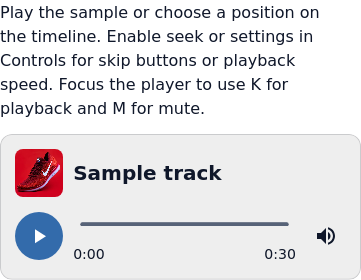 Play the sample or choose a position on
the timeline. Enable seek or settings in
Controls for skip buttons or playback
speed. Focus the player to use K for
playback and M for mute.
Sample track
0:00
0:30